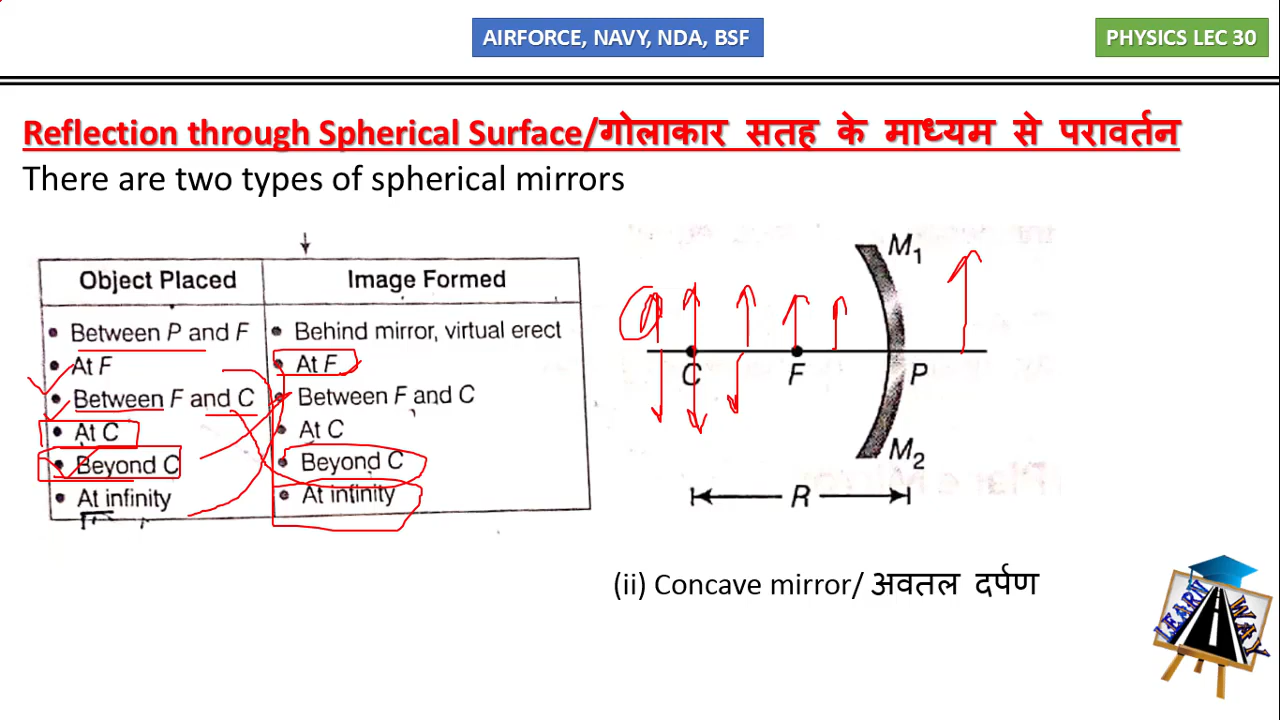 AIRFORCE, NAVY, NDA, BSF
PHYSICS LEC 30
Reflection through Spherical Surface/गोलाकार सतह के माध्यम से परावर्तन
There are two types of spherical mirrors
Object Placed Image Formed
• Between P and F • Behind mirror, virtual erect
• At F • At F
• Between F and C • Between F and C
• At C • At C
• Beyond C • Beyond C
• At infinity • At infinity
M1
C F P
M2
R
(ii) Concave mirror/ अवतल दर्पण
LEARN WAY